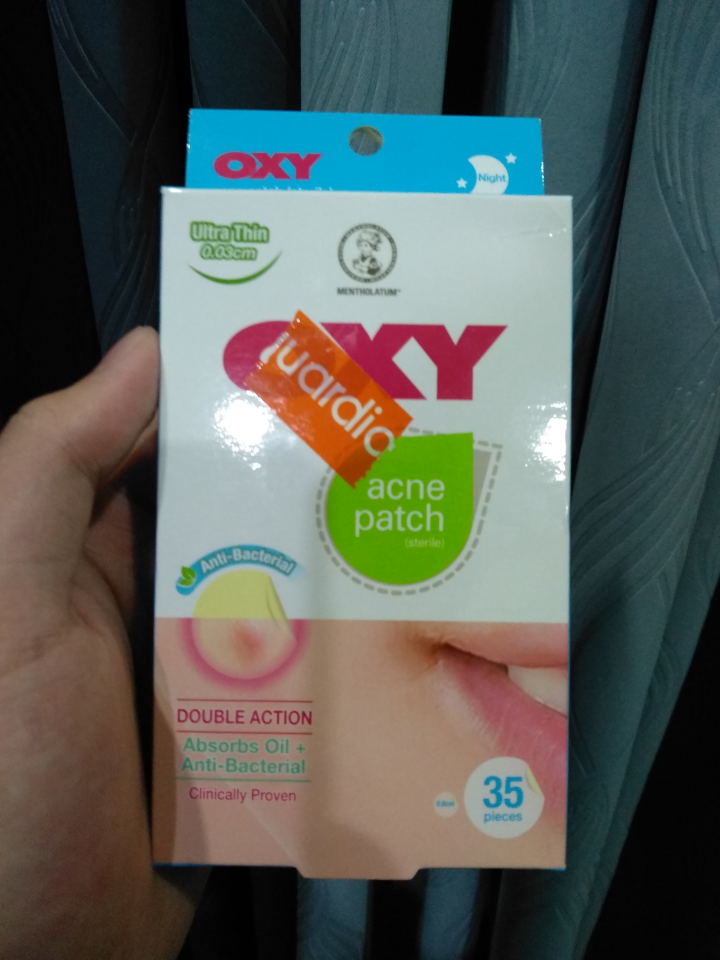 OXY
Night
Ultra Thin
0.03cm
MENTHOLATUM
OXY
guardia
acne
patch
(sterile)
Anti-Bacterial
DOUBLE ACTION
Absorbs Oil +
Anti-Bacterial
Clinically Proven
35
pieces